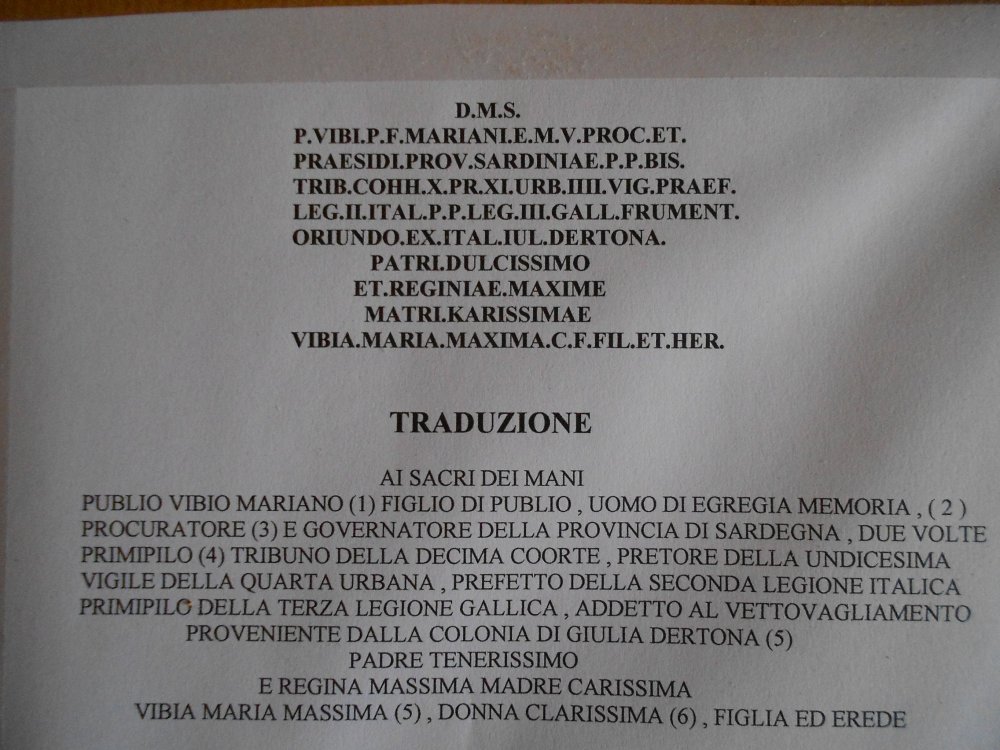 D.M.S.
P.VIBI.P.F.MARIANI.E.M.V.PROC.ET.
PRAESIDI.PROV.SARDINIAE.P.P.BIS.
TRIB.COHH.X.PR.XI.URB.IIII.VIG.PRAEF.
LEG.II.ITAL.P.P.LEG.III.GALL.FRUMENT.
ORIUNDO.EX.ITAL.IUL.DERTONA.
PATRI.DULCISSIMO
ET.REGINIAE.MAXIME
MATRI.KARISSIMAE
VIBIA.MARIA.MAXIMA.C.F.FIL.ET.HER.
TRADUZIONE
AI SACRI DEI MANI
PUBLIO VIBIO MARIANO (1) FIGLIO DI PUBLIO , UOMO DI EGREGIA MEMORIA , ( 2 )
PROCURATORE (3) E GOVERNATORE DELLA PROVINCIA DI SARDEGNA , DUE VOLTE
PRIMIPILO (4) TRIBUNO DELLA DECIMA COORTE , PRETORE DELLA UNDICESIMA
VIGILE DELLA QUARTA URBANA , PREFETTO DELLA SECONDA LEGIONE ITALICA
PRIMIPILO DELLA TERZA LEGIONE GALLICA , ADDETTO AL VETTOVAGLIAMENTO
PROVENIENTE DALLA COLONIA DI GIULIA DERTONA (5)
PADRE TENERISSIMO
E REGINA MASSIMA MADRE CARISSIMA
VIBIA MARIA MASSIMA (5) , DONNA CLARISSIMA (6) , FIGLIA ED EREDE